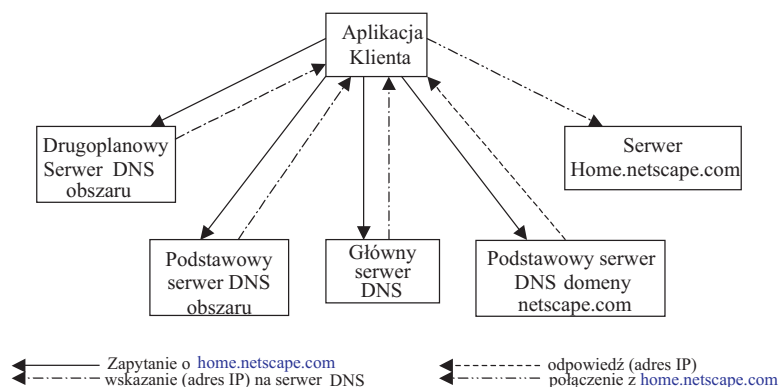 Aplikacja
Klienta
Drugoplanowy
Serwer DNS
obszaru
Serwer
Home.netscape.com
Podstawowy
serwer DNS
obszaru
Główny
serwer
DNS
Podstawowy serwer
DNS domeny
netscape.com
Zapytanie o home.netscape.com
wskazanie (adres IP) na serwer DNS
odpowiedź (adres IP)
połączenie z home.netscape.com